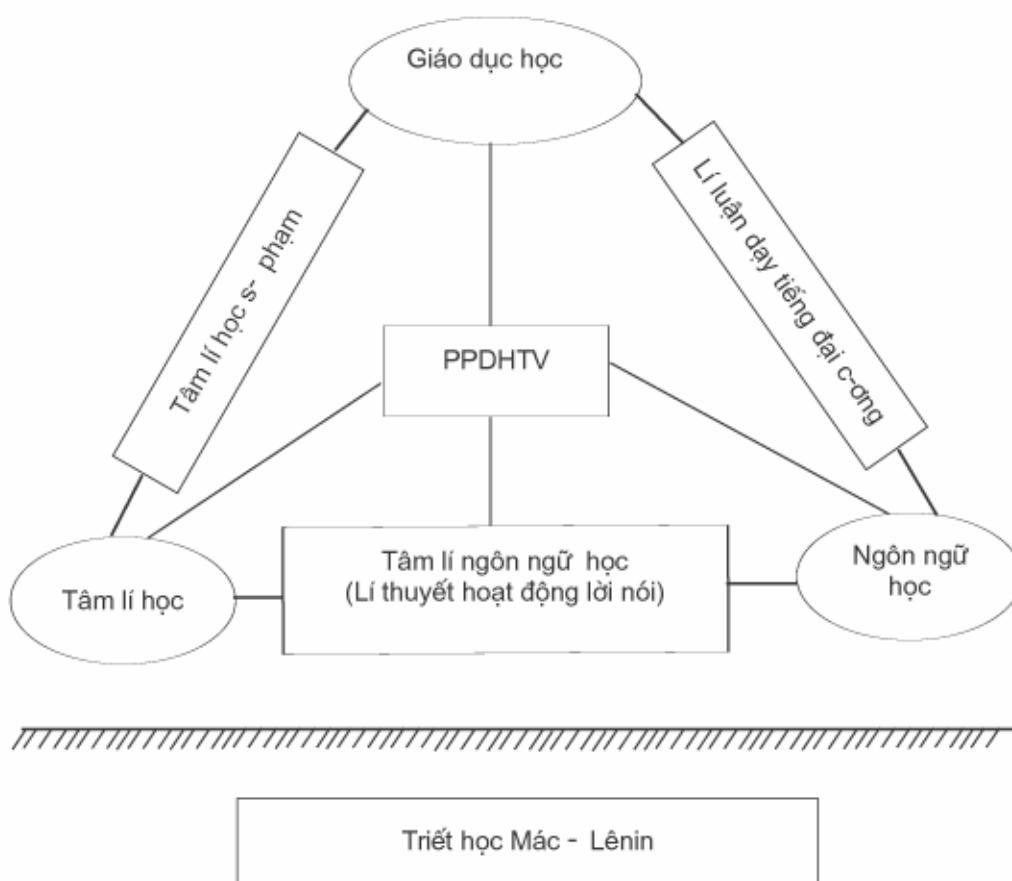 Giáo dục học
Tâm lí học s- phạm
Lí luận dạy tiếng đại c-ơng
PPDHTV
Tâm lí học
Tâm lí ngôn ngữ học
(Lí thuyết hoạt động lời nói)
Ngôn ngữ
học
Triết học Mác - Lênin